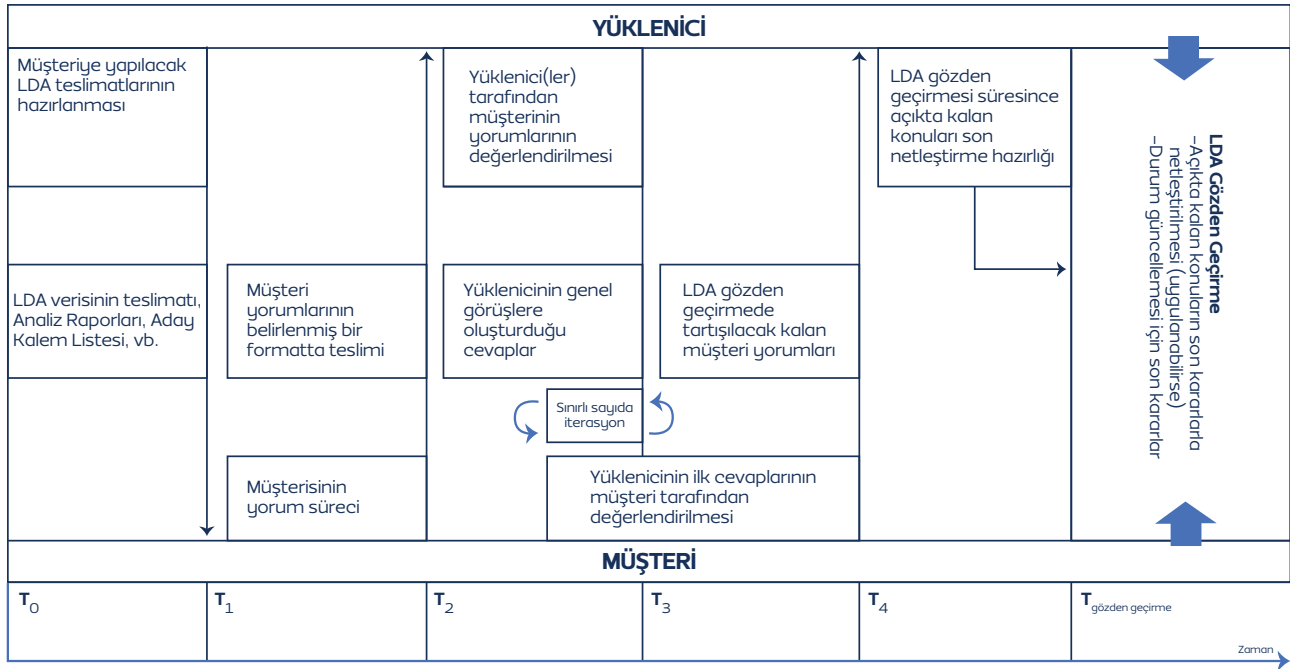 YÜKLENİCİ
Müşteriye yapılacak
LDA teslimatlarının
hazırlanması
Yüklenici(ler)
tarafından
müşterinin
yorumlarının
değerlendirilmesi
LDA gözden
geçirmesi süresince
açıkta kalan
konuları son
netleştirme hazırlığı
LDA Gözden Geçirme
–Açıkta kalan konuların son kararlarla
netleştirilmesi (uygulanabilirse)
–Durum güncellemesi için son kararlar
LDA verisinin teslimatı,
Analiz Raporları, Aday
Kalem Listesi, vb.
Müşteri
yorumlarının
belirlenmiş bir
formatta teslimi
Yüklenicinin genel
görüşlere
oluşturduğu
cevaplar
LDA gözden
geçirmede
tartışılacak kalan
müşteri yorumları
Sınırlı sayıda
iterasyon
Müşterisinin
yorum süreci
Yüklenicinin ilk cevaplarının
müşteri tarafından
değerlendirilmesi
MÜŞTERİ
T0
T1
T2
T3
T4
Tgözden geçirme
Zaman